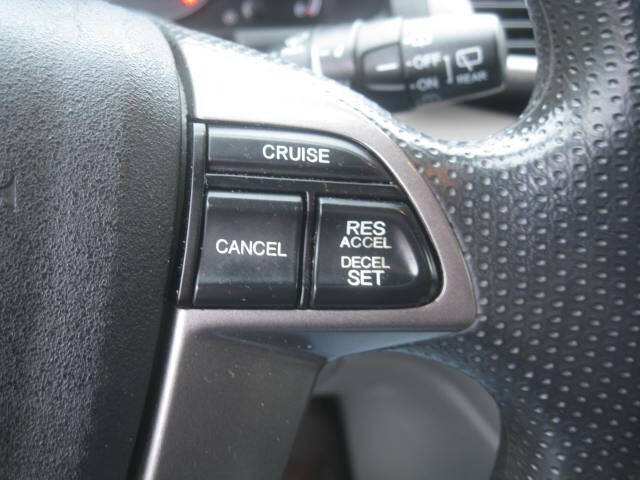 OFF
ON
REAR
CRUISE
CANCEL
RES
ACCEL
DECEL
SET